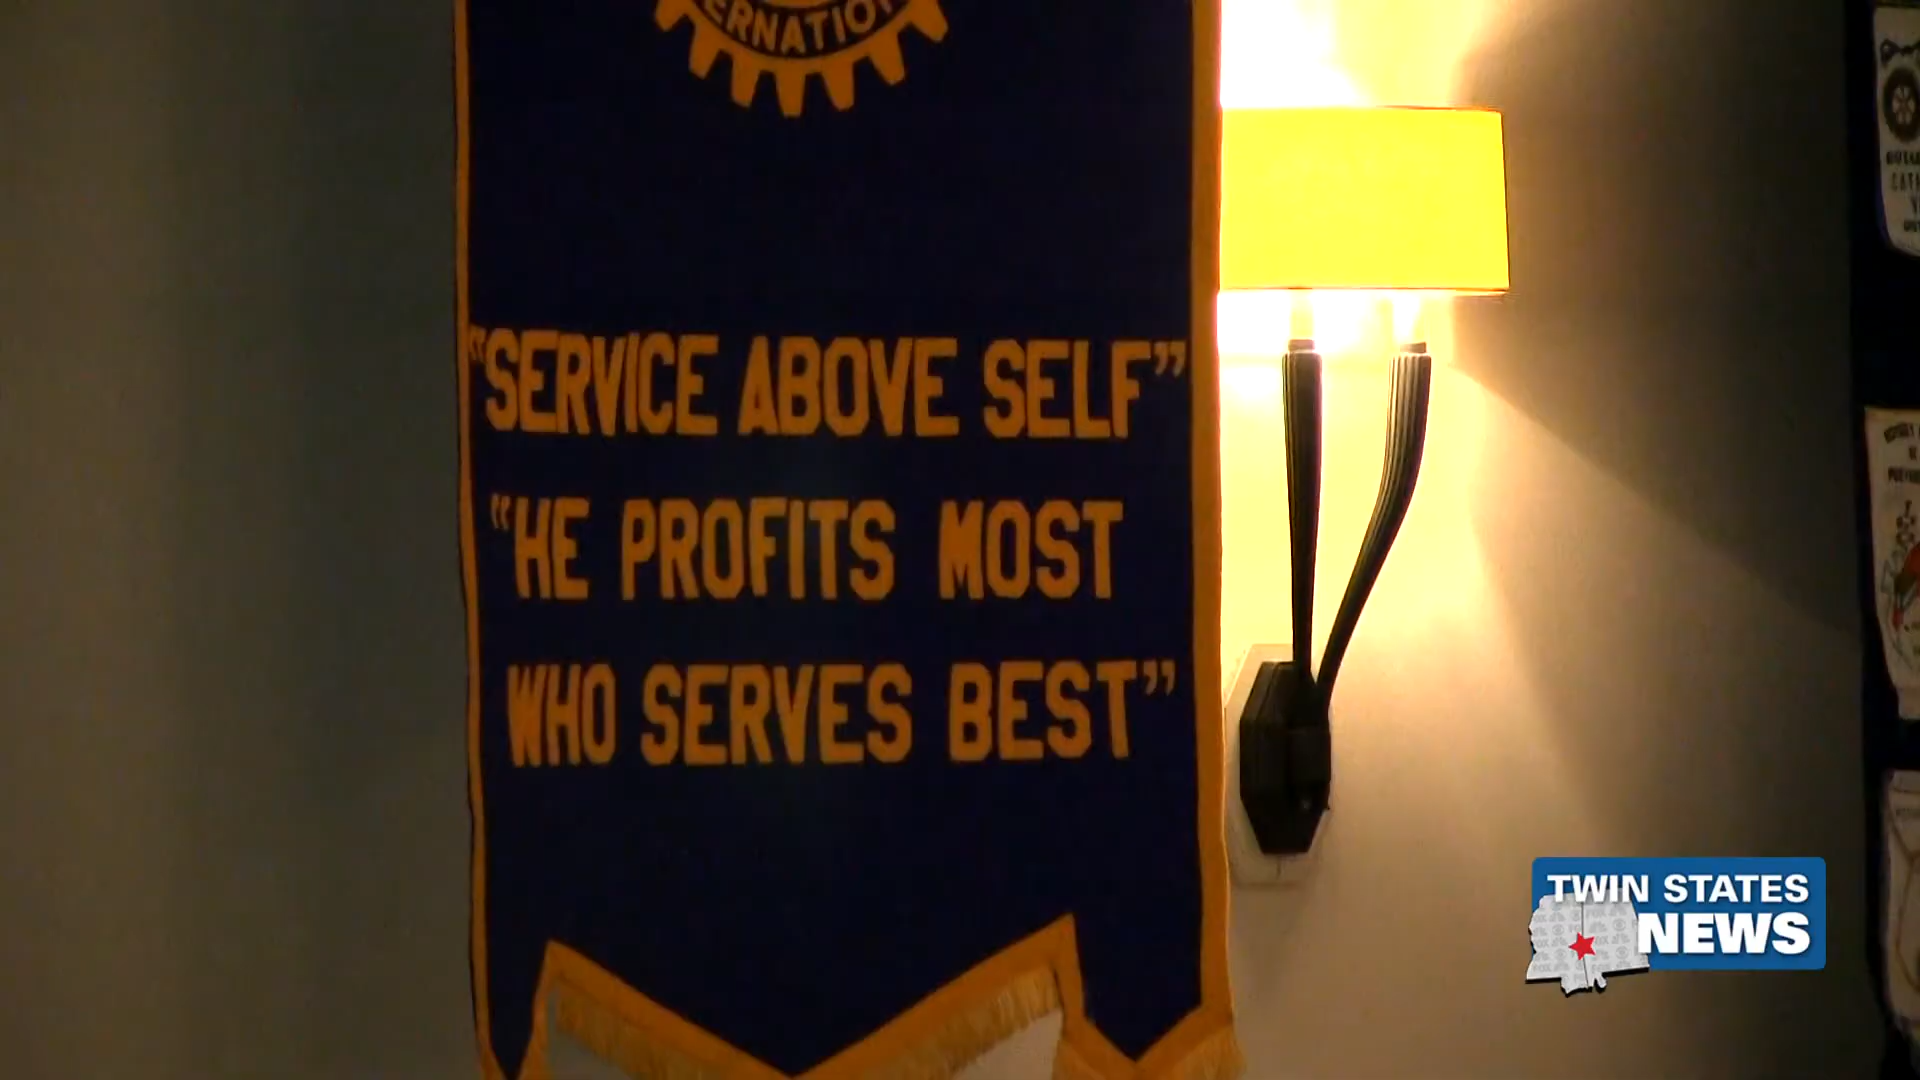 ERNATIO
"SERVICE ABOVE SELF”
"HE PROFITS MOST
WHO SERVES BEST”
TWIN STATES
NEWS